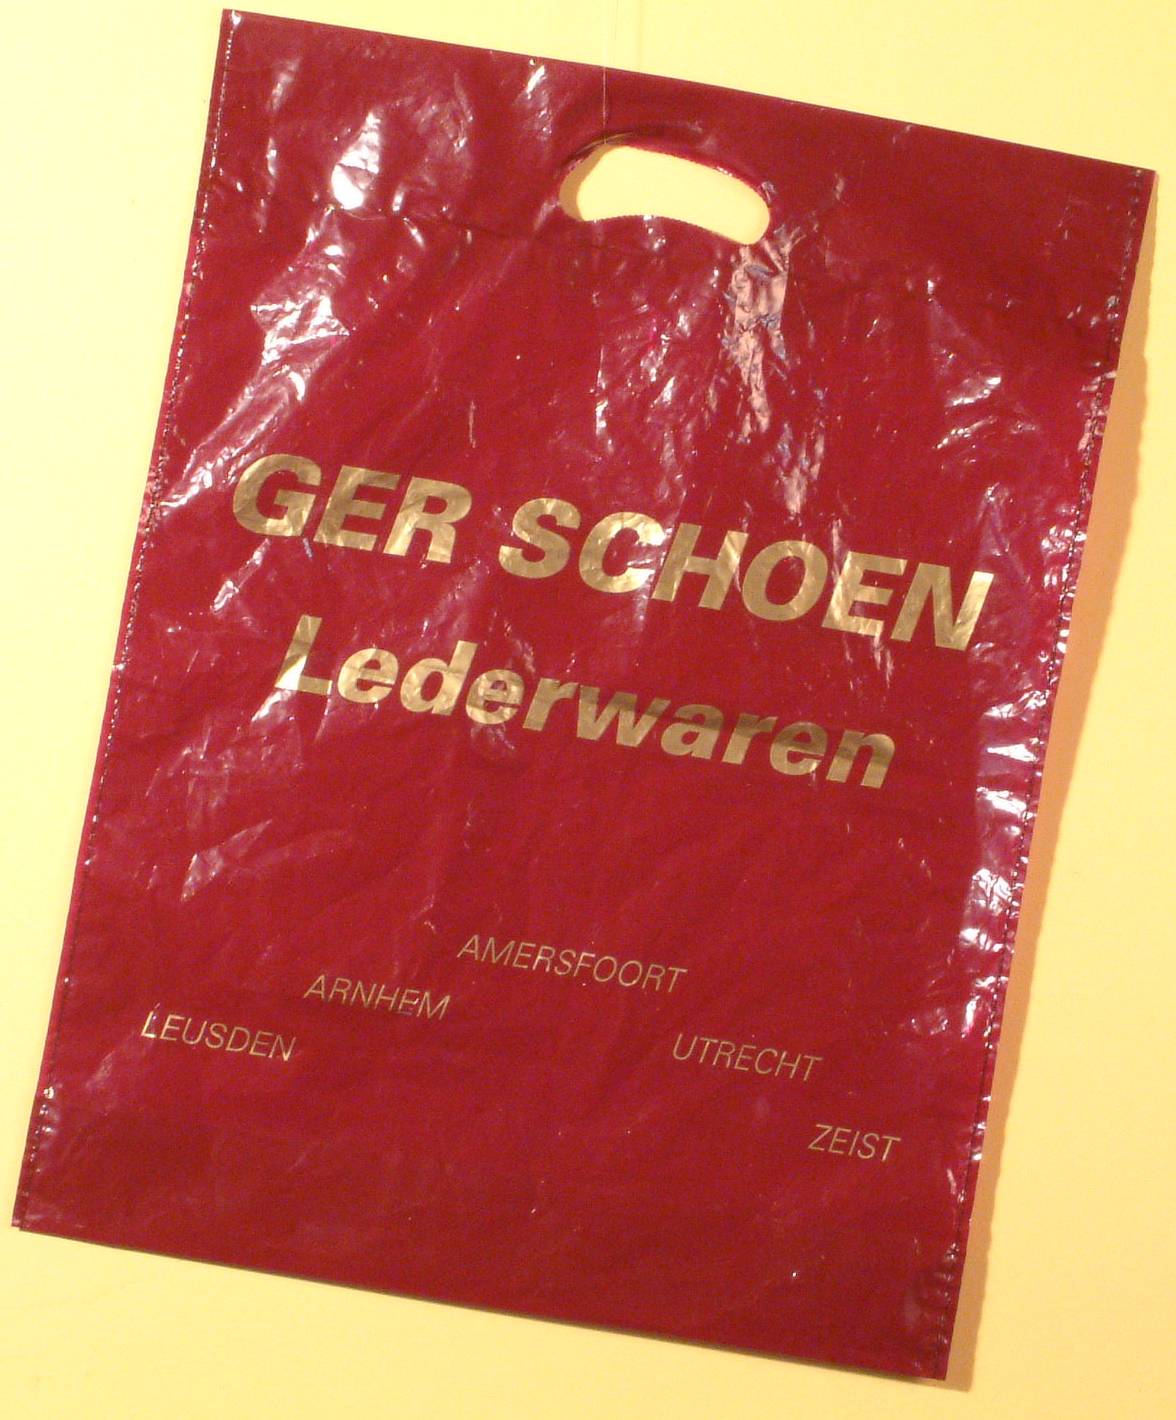 GER SCHOEN
Lederwaren
AMERSFOORT
ARNHEM
LEUSDEN
UTRECHT
ZEIST